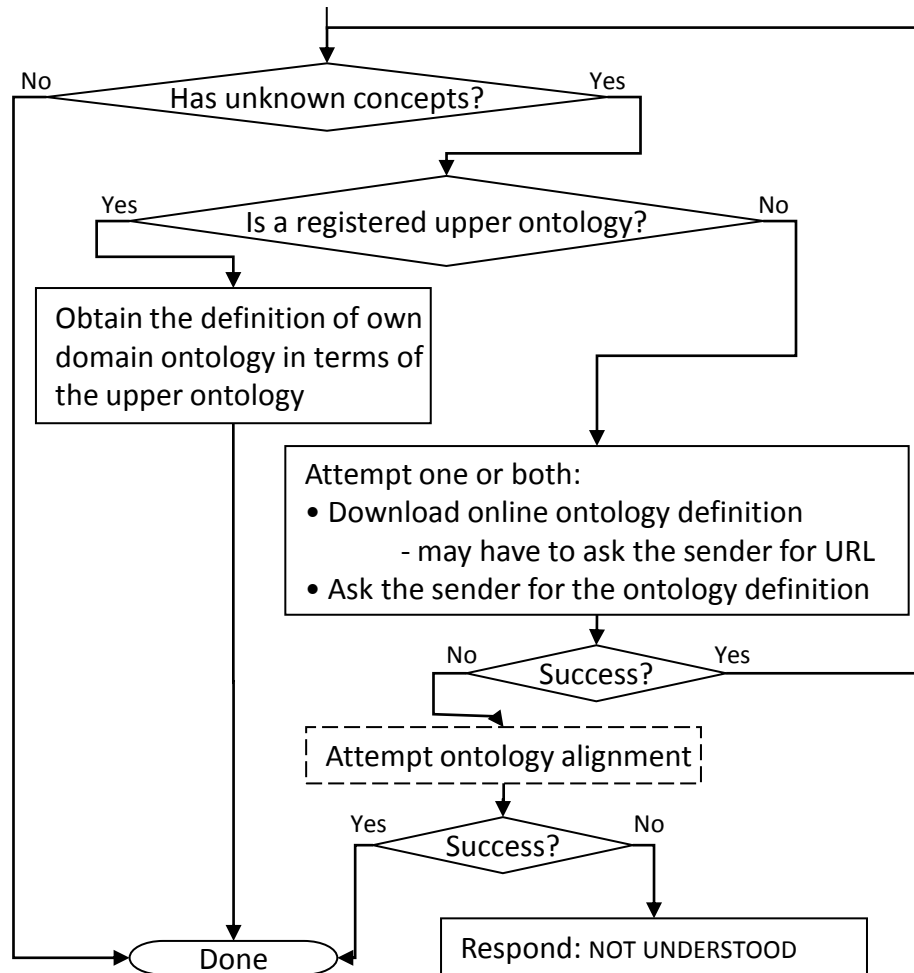 No
Yes
Has unknown concepts?
Yes
No
Is a registered upper ontology?
Obtain the definition of own
domain ontology in terms of
the upper ontology
Attempt one or both:
• Download online ontology definition
- may have to ask the sender for URL
• Ask the sender for the ontology definition
No
Yes
Success?
Attempt ontology alignment
Yes
No
Success?
Done
Respond: NOT UNDERSTOOD